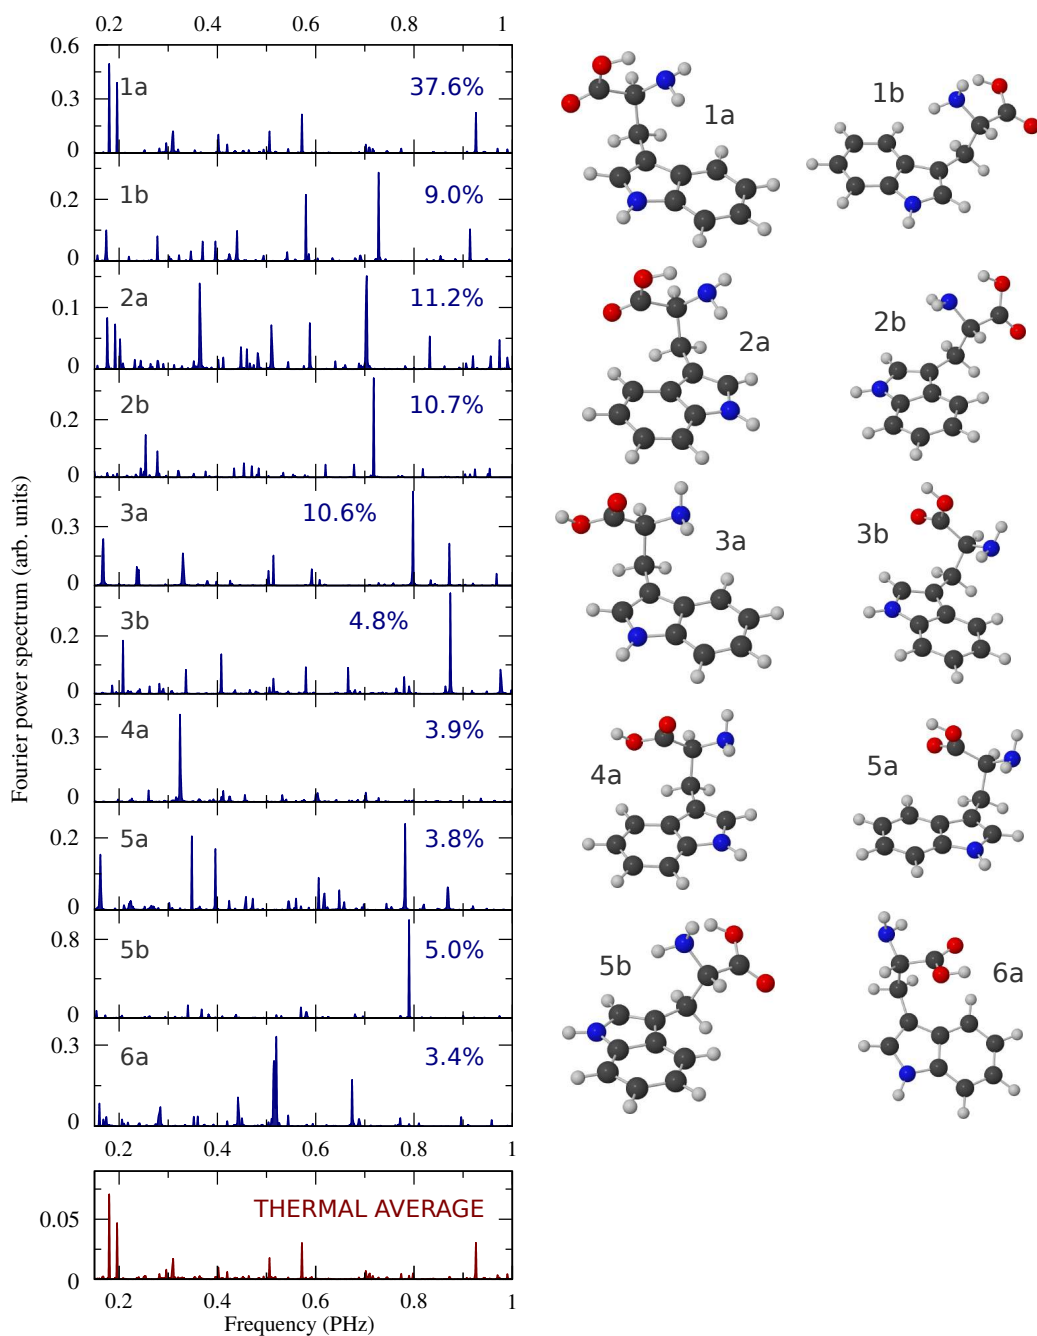 0.2 0.4 0.6 0.8 1
0.6
0.3
0
1a 37.6%
0.2
0
1b 9.0%
0.1
0
2a 11.2%
0.2
0
2b 10.7%
0.3
0
3a 10.6%
0.2
0
3b 4.8%
0.3
0
4a 3.9%
0.2
0
5a 3.8%
0.8
0
5b 5.0%
0.3
0
6a 3.4%
0.2 0.4 0.6 0.8 1
Fourier power spectrum (arb. units)
THERMAL AVERAGE
0.05
0
0.2 0.4 0.6 0.8 1
Frequency (PHz)
1a 1b
2a 2b
3a 3b
4a 5a
5b 6a